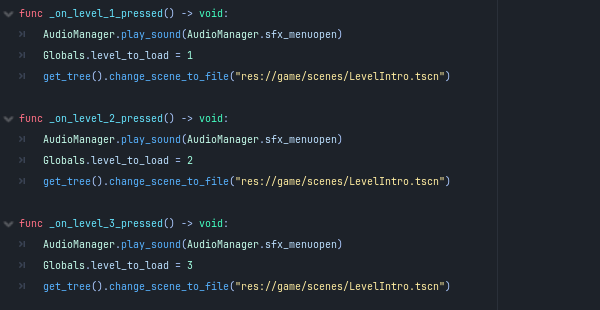 func _on_level_1_pressed() -> void:
AudioManager.play_sound(AudioManager.sfx_menuopen)
Globals.level_to_load = 1
get_tree().change_scene_to_file("res://game/scenes/LevelIntro.tscn")
func _on_level_2_pressed() -> void:
AudioManager.play_sound(AudioManager.sfx_menuopen)
Globals.level_to_load = 2
get_tree().change_scene_to_file("res://game/scenes/LevelIntro.tscn")
func _on_level_3_pressed() -> void:
AudioManager.play_sound(AudioManager.sfx_menuopen)
Globals.level_to_load = 3
get_tree().change_scene_to_file("res://game/scenes/LevelIntro.tscn")